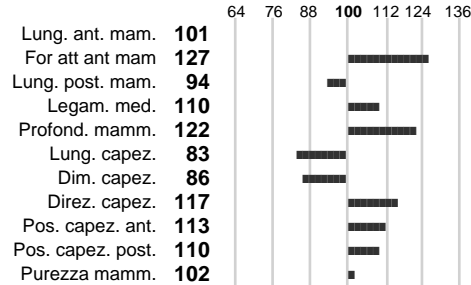 64 76 88 100 112 124 136
Lung. ant. mam. 101
For att ant mam 127
Lung. post. mam. 94
Legam. med. 110
Profond. mamm. 122
Lung. capez. 83
Dim. capez. 86
Direz. capez. 117
Pos. capez. ant. 113
Pos. capez. post. 110
Purezza mamm. 102